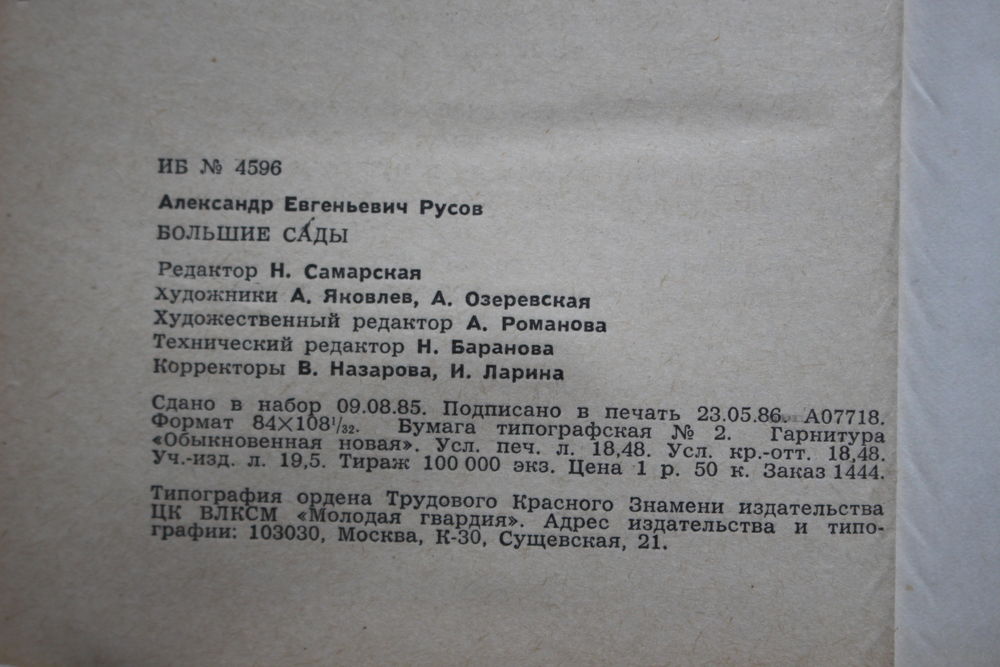 ИБ № 4596
Александр Евгеньевич Русов
БОЛЬШИЕ СА́ДЫ
Редактор Н. Самарская
Художники А. Яковлев, А. Озеревская
Художественный редактор А. Романова
Технический редактор Н. Баранова
Корректоры В. Назарова, И. Ларина
Сдано в набор 09.08.85. Подписано в печать 23.05.86. А07718.
Формат 84×108¹/₃₂. Бумага типографская № 2. Гарнитура
«Обыкновенная новая». Усл. печ. л. 18,48. Усл. кр.-отт. 18,48.
Уч.-изд. л. 19,5. Тираж 100 000 экз. Цена 1 р. 50 к. Заказ 1444.
Типография ордена Трудового Красного Знамени издательства
ЦК ВЛКСМ «Молодая гвардия». Адрес издательства и типо-
графии: 103030, Москва, К-30, Сущевская, 21.